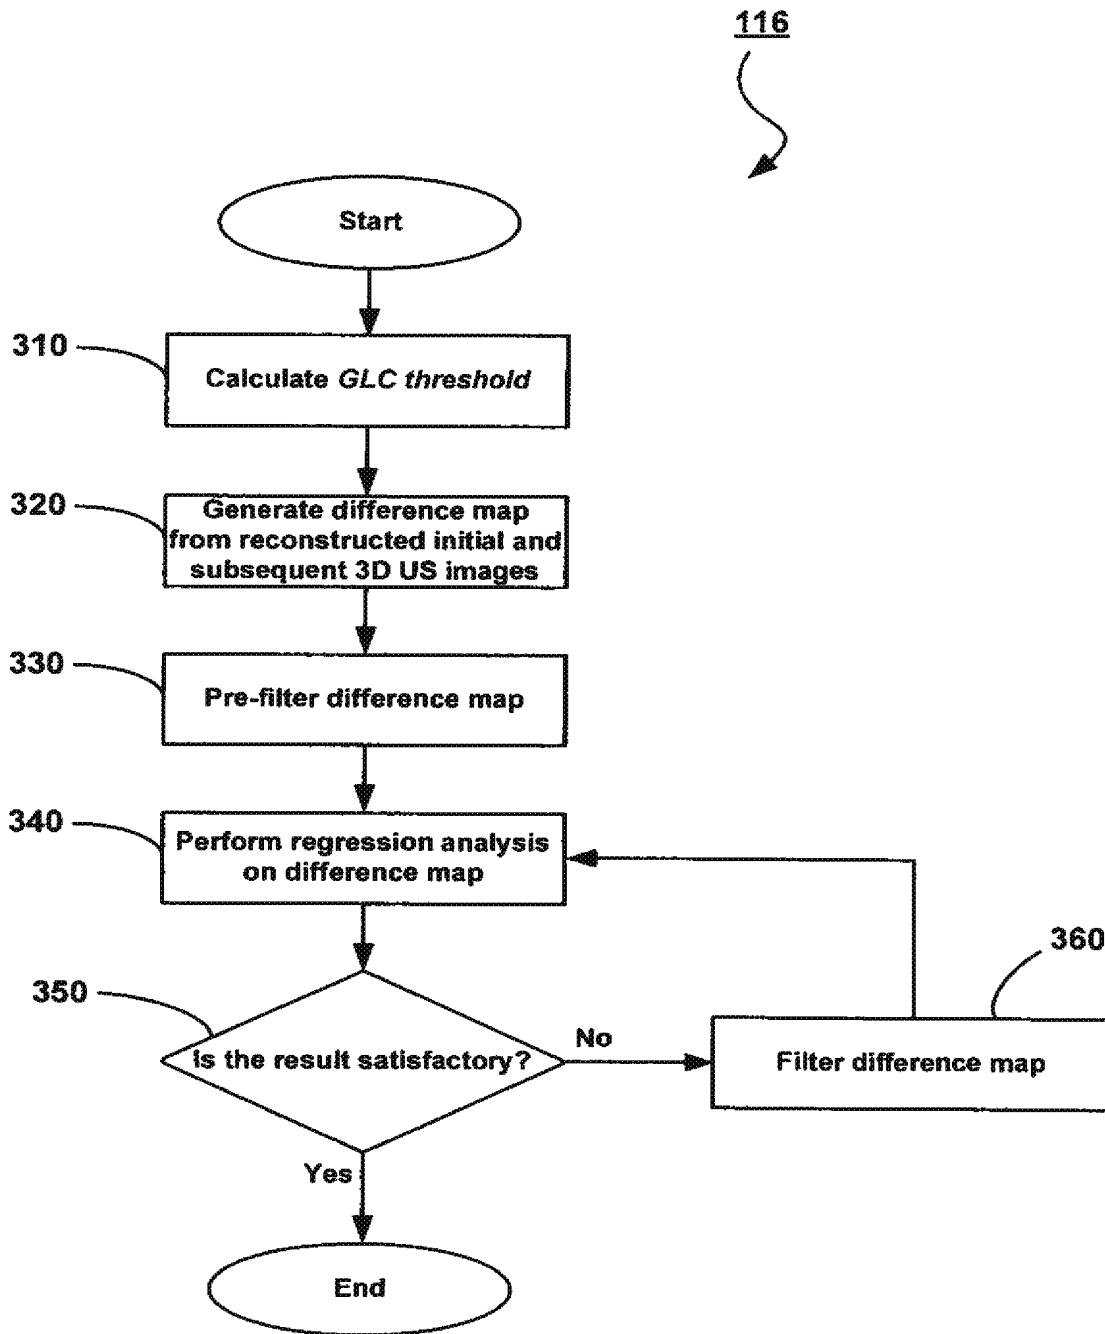 116
Start
310
Calculate GLC threshold
320
Generate difference map
from reconstructed initial and
subsequent 3D US images
330
Pre-filter difference map
340
Perform regression analysis
on difference map
350
Is the result satisfactory?
No
360
Filter difference map
Yes
End